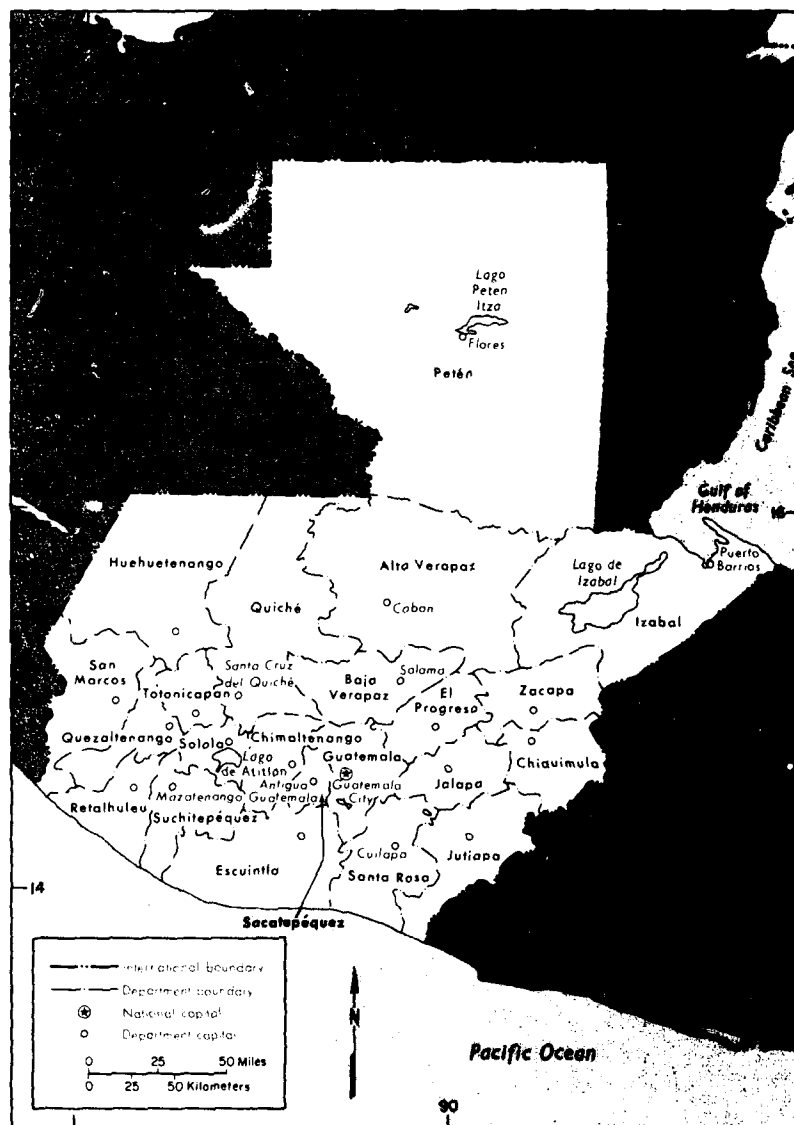 Lago
Peten
Itza
Flores
Petén
Caribbean Sea
Gulf of
Honduras
16
Puerto
Barrios
Lago de
Izabal
Izabal
Huehuetenango
Alta Verapaz
Quiché
Coban
San
Marcos
Totonicapan
Santa Cruz
del Quiché
Baja
Verapaz
Salama
El
Progreso
Zacapa
Quezaltenango
Solola
Chimaltenango
Guatemala
Chiquimula
Lago
de Atitlán
Antigua
Guatemala
Guatemala
City
Jalapa
Retalhuleu
Mazatenango
Suchitepéquez
Escuintla
Cuilapa
Santa Rosa
Jutiapa
14
Sacatepéquez
International boundary
Department boundary
National capital
Department capital
0 25 50 Miles
0 25 50 Kilometers
N
Pacific Ocean
90